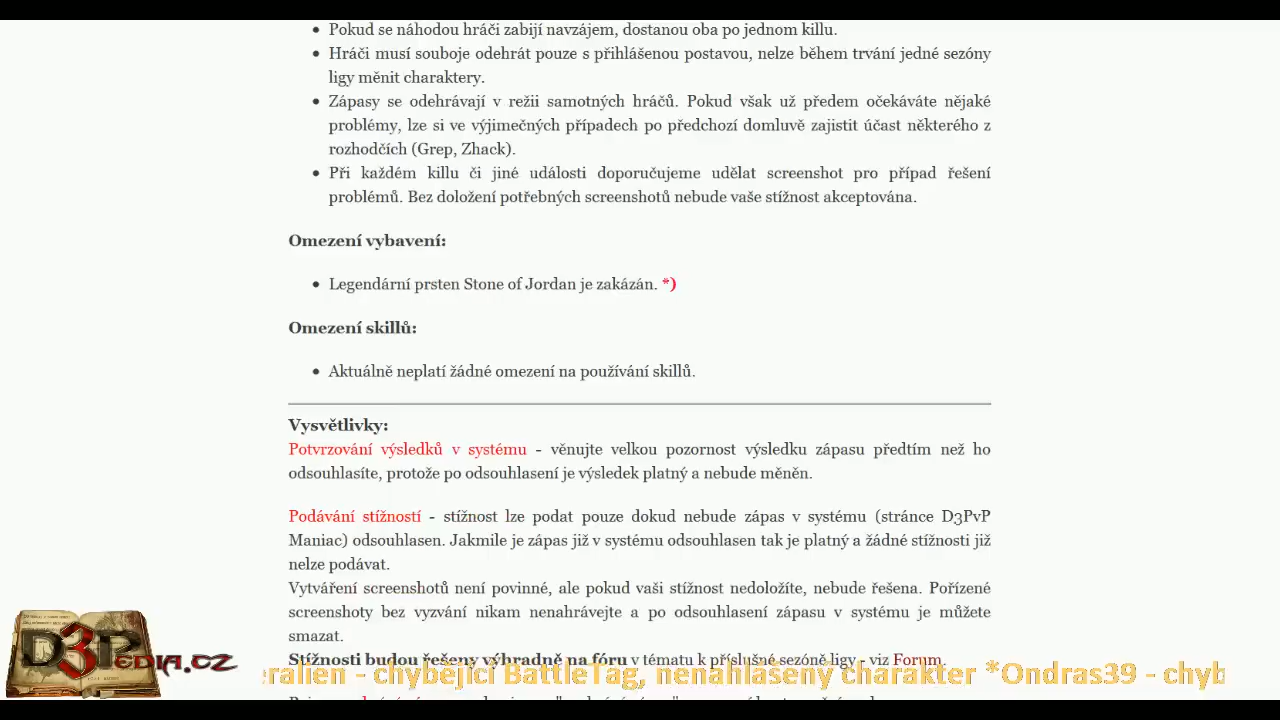 Pokud se náhodou hráči zabijí navzájem, dostanou oba po jednom killu.
Hráči musí souboje odehrát pouze s přihlášenou postavou, nelze během trvání jedné sezóny
ligy měnit charaktery.
Zápasy se odehrávají v režii samotných hráčů. Pokud však už předem očekáváte nějaké
problémy, lze si ve výjimečných případech po předchozí domluvě zajistit účast některého z
rozhodčích (Grep, Zhack).
Při každém killu či jiné události doporučujeme udělat screenshot pro případ řešení
problémů. Bez doložení potřebných screenshotů nebude vaše stížnost akceptována.
Omezení vybavení:
Legendární prsten Stone of Jordan je zakázán. *)
Omezení skillů:
Aktuálně neplatí žádné omezení na používání skillů.
Vysvětlivky:
Potvrzování výsledků v systému - věnujte velkou pozornost výsledku zápasu předtím než ho
odsouhlasíte, protože po odsouhlasení je výsledek platný a nebude měněn.
Podávání stížností - stížnost lze podat pouze dokud nebude zápas v systému (stránce D3PvP
Maniac) odsouhlasen. Jakmile je zápas již v systému odsouhlasen tak je platný a žádné stížnosti již
nelze podávat.
Vytváření screenshotů není povinné, ale pokud vaši stížnost nedoložíte, nebude řešena. Pořízené
screenshoty bez vyzvání nikam nenahrávejte a po odsouhlasení zápasu v systému je můžete
smazat.
Stížnosti budou řešeny výhradně na fóru v tématu k příslušné sezóně ligy - viz Forum.
eralien - chybějící BattleTag, nenahlášený charakter *Ondras39 - chyb
D3Pedia.cz